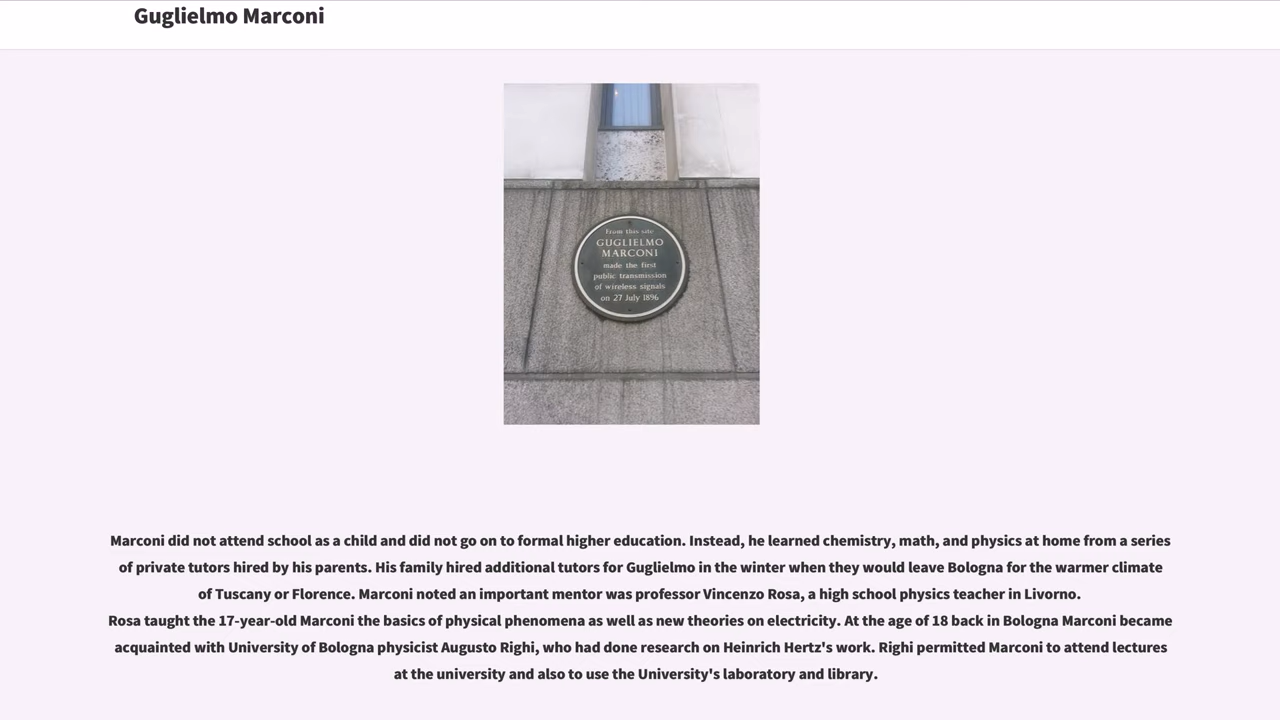 Guglielmo Marconi
From this site
GUGLIELMO
MARCONI
made the first
public transmission
of wireless signals
on 27 July 1896
Marconi did not attend school as a child and did not go on to formal higher education. Instead, he learned chemistry, math, and physics at home from a series
of private tutors hired by his parents. His family hired additional tutors for Guglielmo in the winter when they would leave Bologna for the warmer climate
of Tuscany or Florence. Marconi noted an important mentor was professor Vincenzo Rosa, a high school physics teacher in Livorno.
Rosa taught the 17-year-old Marconi the basics of physical phenomena as well as new theories on electricity. At the age of 18 back in Bologna Marconi became
acquainted with University of Bologna physicist Augusto Righi, who had done research on Heinrich Hertz's work. Righi permitted Marconi to attend lectures
at the university and also to use the University's laboratory and library.